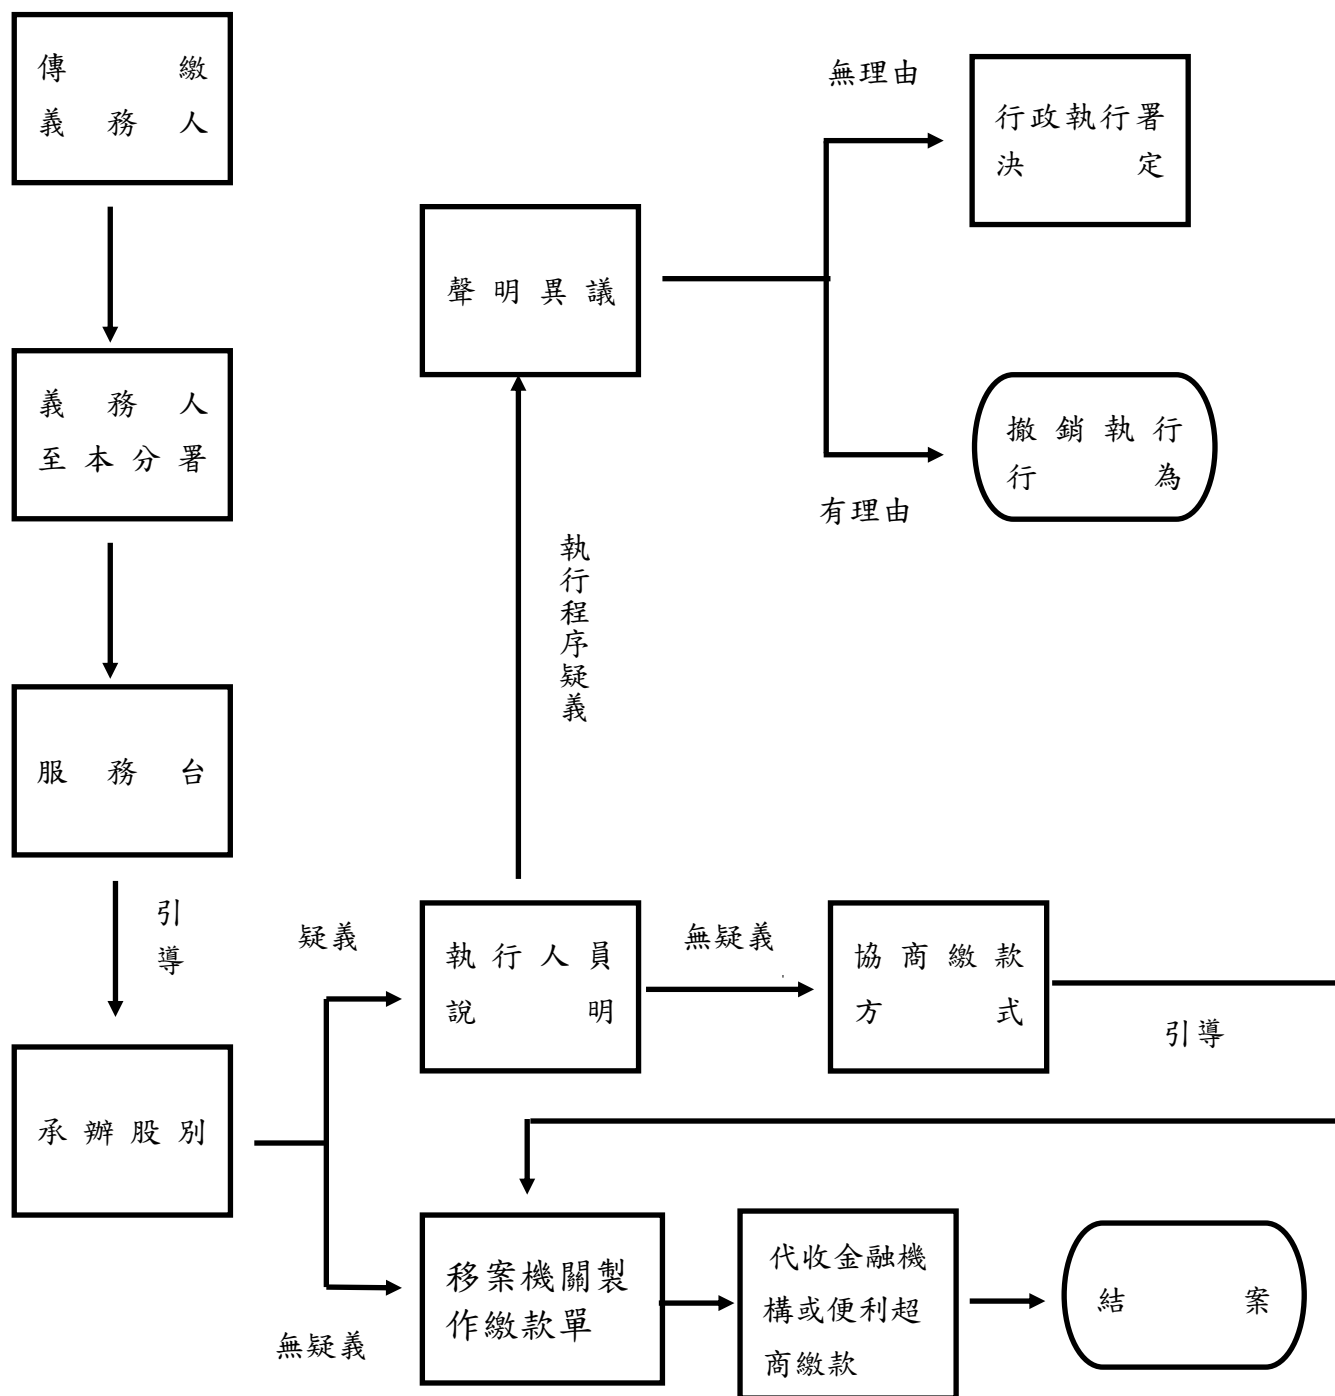 傳繳
義務人
義務人
至本分署
服務台
引
導
承辦股別
疑義
無疑義
執行人員
說明
執行程序疑義
聲明異議
無理由
行政執行署
決定
有理由
撤銷執行
行為
無疑義
協商繳款
方式
引導
移案機關製
作繳款單
代收金融機
構或便利超
商繳款
結案